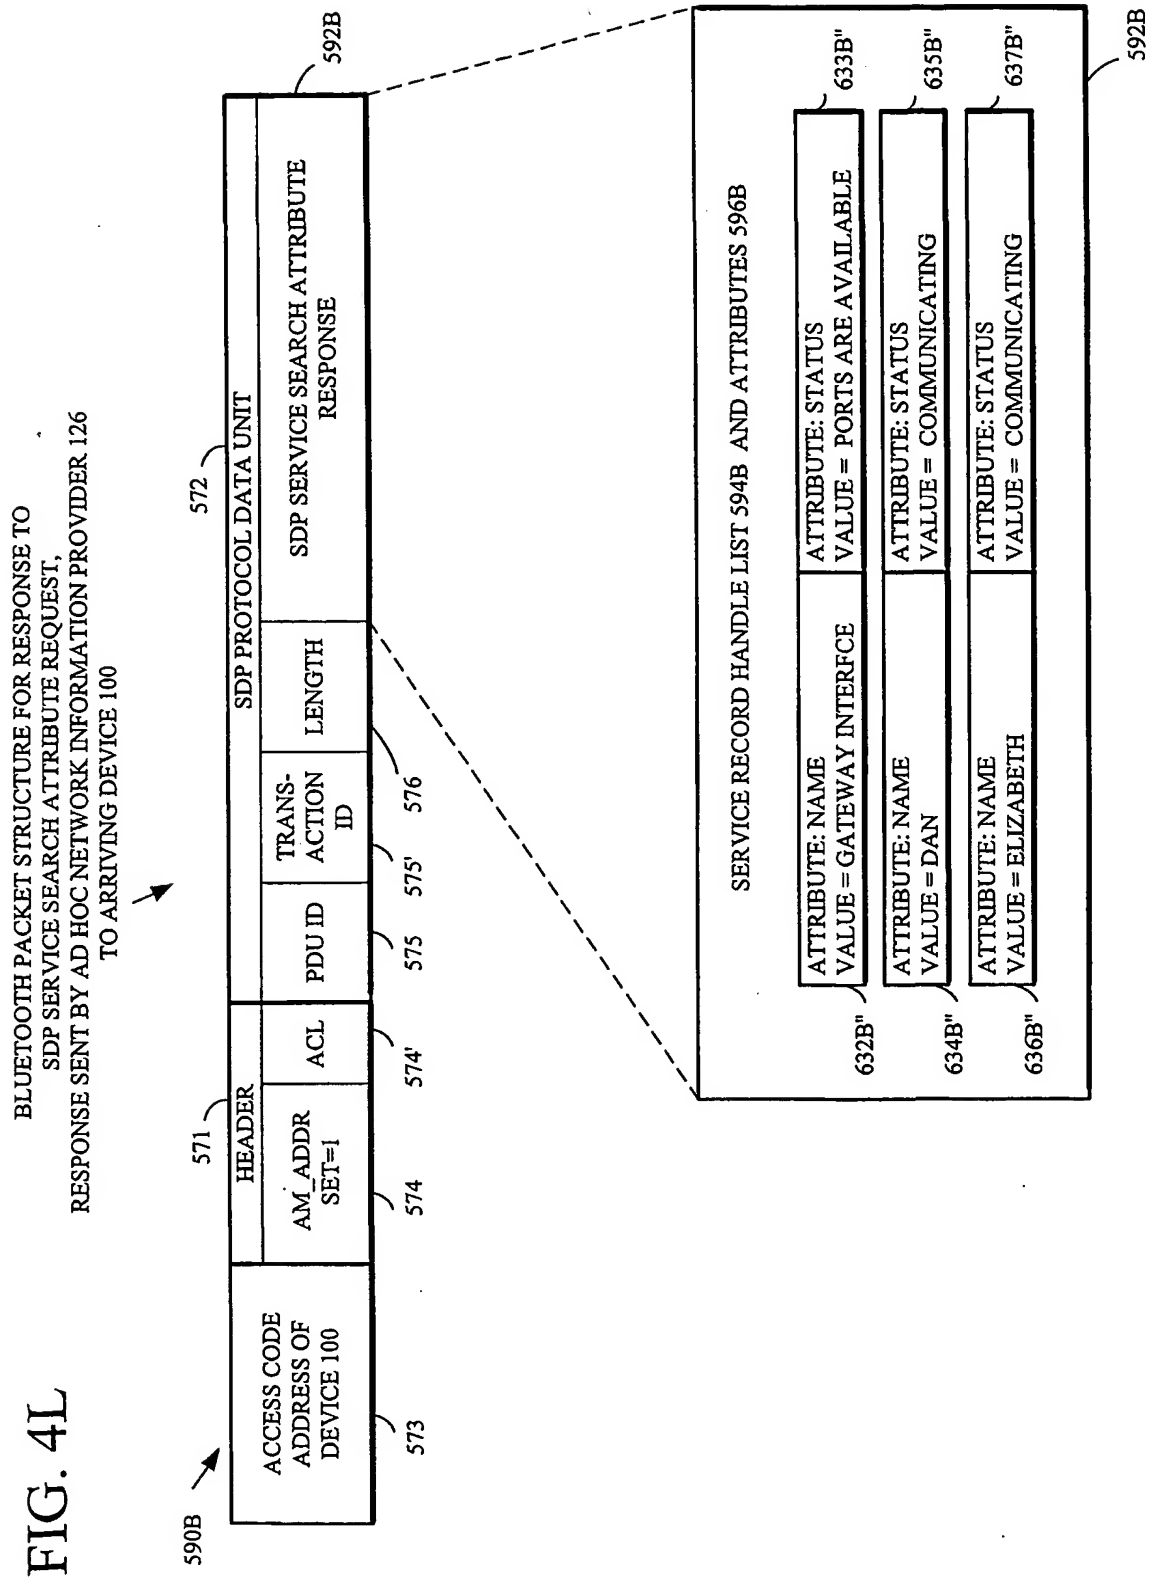 FIG. 4L
BLUETOOTH PACKET STRUCTURE FOR RESPONSE TO
SDP SERVICE SEARCH ATTRIBUTE REQUEST,
RESPONSE SENT BY AD HOC NETWORK INFORMATION PROVIDER 126
TO ARRIVING DEVICE 100
590B
571
572
592B
HEADER
SDP PROTOCOL DATA UNIT
ACCESS CODE
ADDRESS OF
DEVICE 100
AM_ADDR
SET=1
ACL
PDU ID
TRANS-
ACTION
ID
LENGTH
SDP SERVICE SEARCH ATTRIBUTE
RESPONSE
573
574
574'
575
575'
576
SERVICE RECORD HANDLE LIST 594B AND ATTRIBUTES 596B
632B"
ATTRIBUTE: NAME
VALUE = GATEWAY INTERFCE
ATTRIBUTE: STATUS
VALUE = PORTS ARE AVAILABLE
633B"
634B"
ATTRIBUTE: NAME
VALUE = DAN
ATTRIBUTE: STATUS
VALUE = COMMUNICATING
635B"
636B"
ATTRIBUTE: NAME
VALUE = ELIZABETH
ATTRIBUTE: STATUS
VALUE = COMMUNICATING
637B"
592B